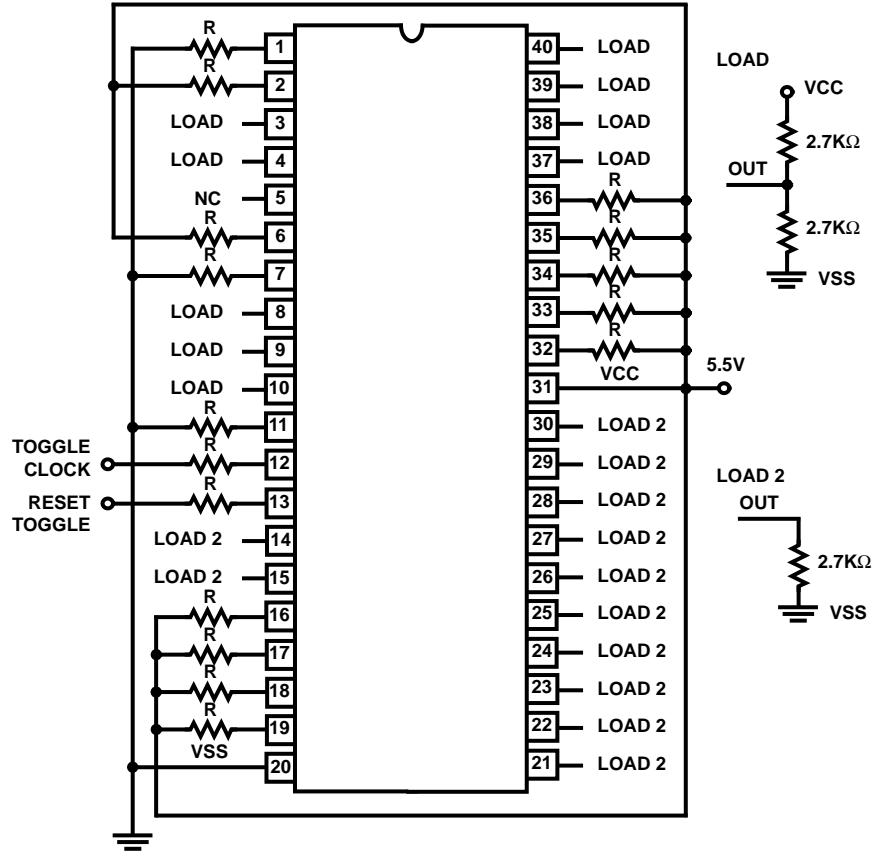 R
1
R
2
LOAD
3
LOAD
4
NC
5
R
6
R
7
LOAD
8
LOAD
9
LOAD
10
R
11
TOGGLE
CLOCK
R
12
RESET
TOGGLE
R
13
LOAD 2
14
LOAD 2
15
R
16
R
17
R
18
R
19
VSS
20
40
LOAD
39
LOAD
38
LOAD
37
LOAD
36
R
35
R
34
R
33
R
32
R
VCC
31
5.5V
30
LOAD 2
29
LOAD 2
28
LOAD 2
27
LOAD 2
26
LOAD 2
25
LOAD 2
24
LOAD 2
23
LOAD 2
22
LOAD 2
21
LOAD 2
LOAD
VCC
2.7KΩ
OUT
2.7KΩ
VSS
LOAD 2
OUT
2.7KΩ
VSS